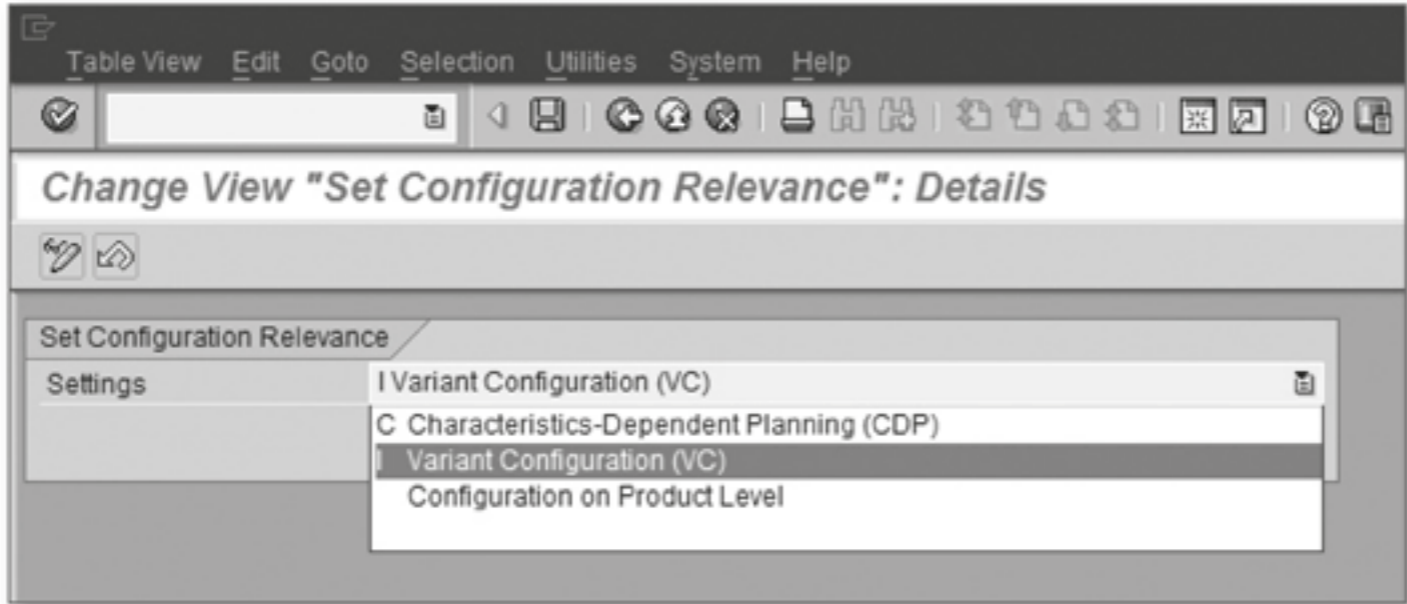 Table View Edit Goto Selection Utilities System Help
Change View "Set Configuration Relevance": Details
Set Configuration Relevance
Settings I Variant Configuration (VC)
C Characteristics-Dependent Planning (CDP)
I Variant Configuration (VC)
Configuration on Product Level